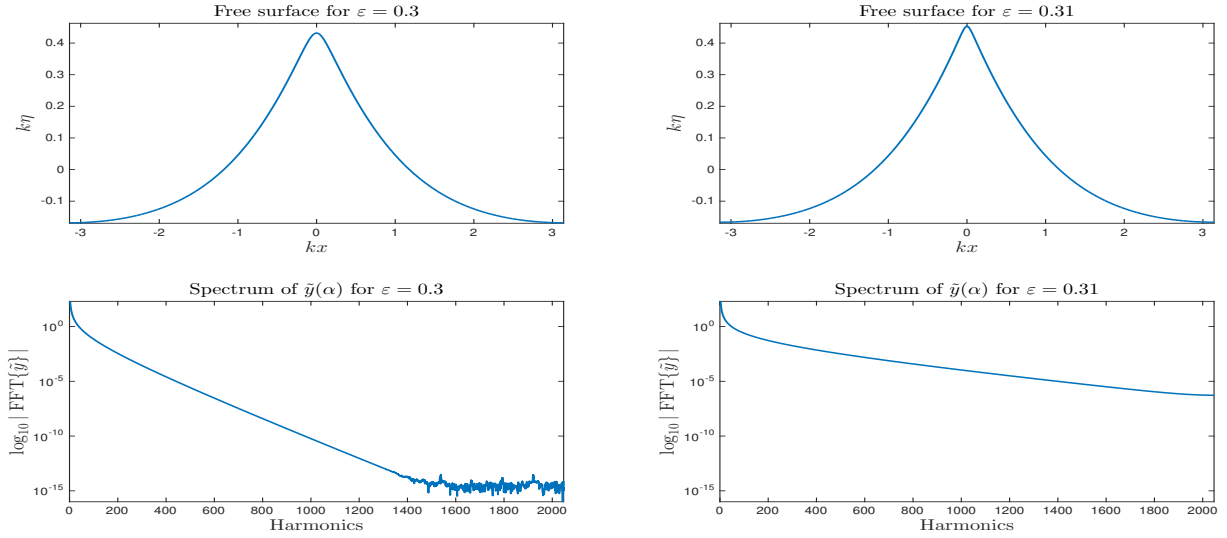 Free surface for ε = 0.3
kη
0.4
0.3
0.2
0.1
0
-0.1
-3 -2 -1 0 1 2 3
kx
Free surface for ε = 0.31
kη
0.4
0.3
0.2
0.1
0
-0.1
-3 -2 -1 0 1 2 3
kx
Spectrum of ỹ(α) for ε = 0.3
log₁₀ | FFT{ỹ} |
10⁰
10⁻⁵
10⁻¹⁰
10⁻¹⁵
0 200 400 600 800 1000 1200 1400 1600 1800 2000
Harmonics
Spectrum of ỹ(α) for ε = 0.31
log₁₀ | FFT{ỹ} |
10⁰
10⁻⁵
10⁻¹⁰
10⁻¹⁵
0 200 400 600 800 1000 1200 1400 1600 1800 2000
Harmonics